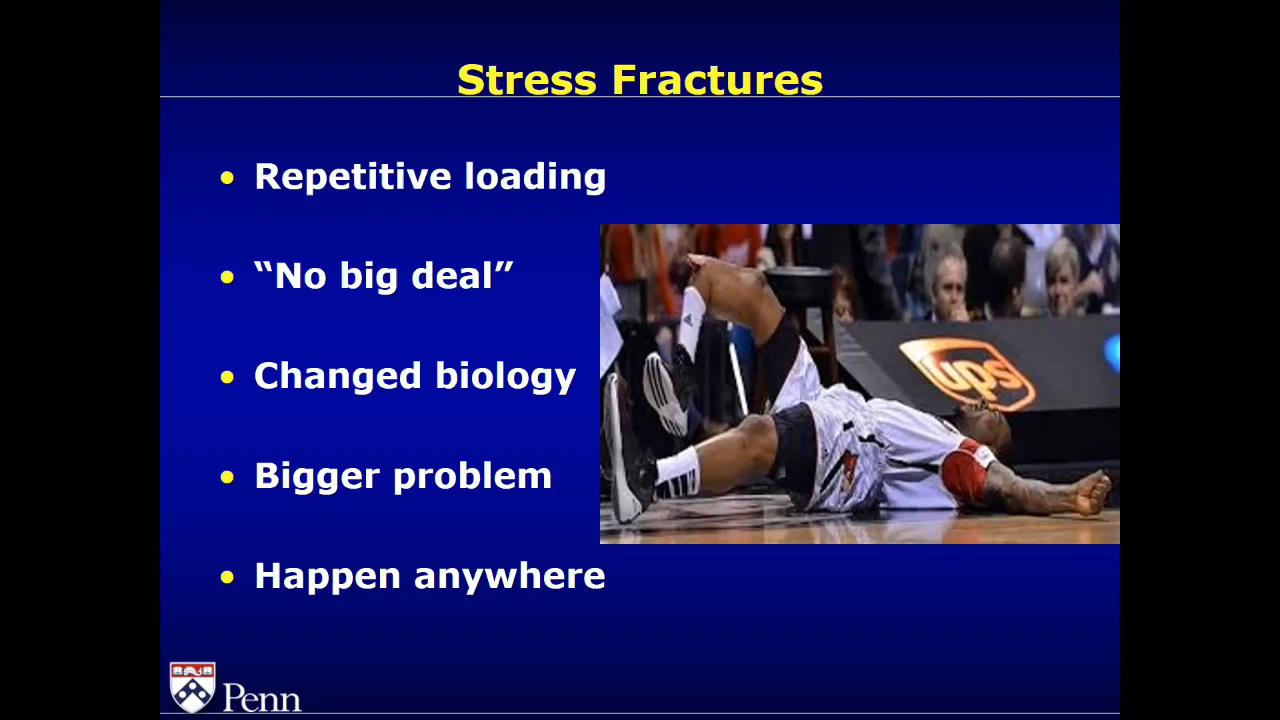 Stress Fractures
• Repetitive loading
• “No big deal”
• Changed biology
• Bigger problem
• Happen anywhere
ups
Penn